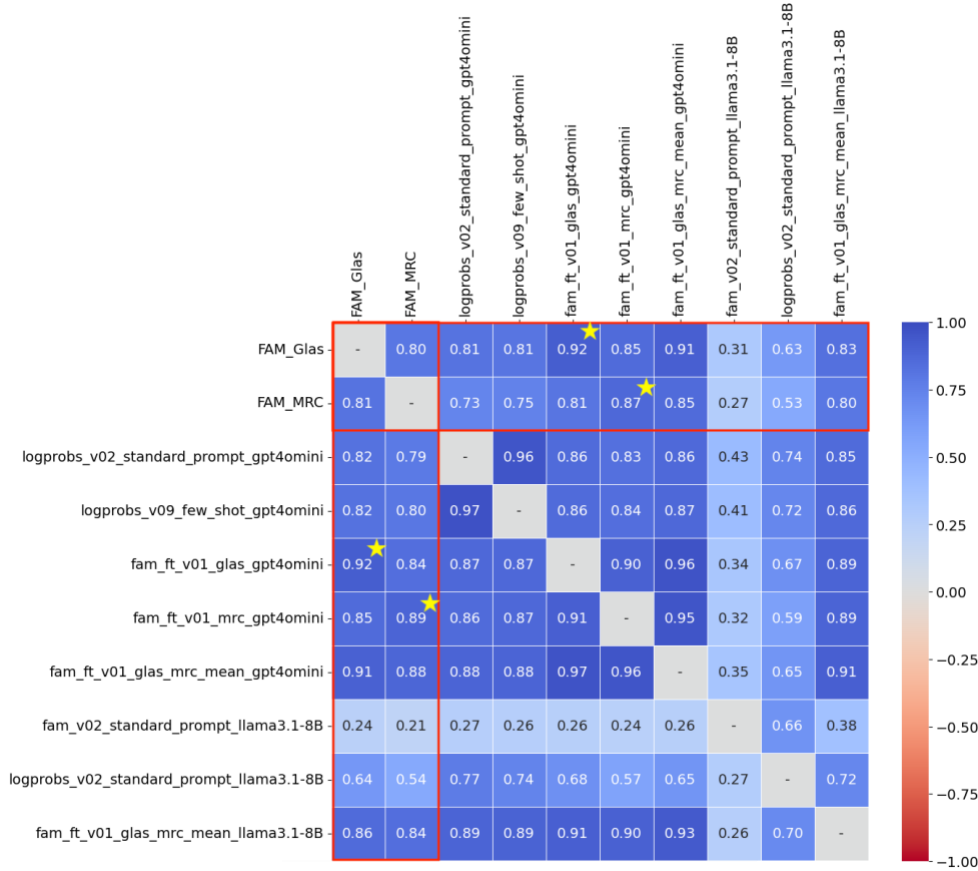 FAM_Glas
FAM_MRC
logprobs_v02_standard_prompt_gpt4omini
logprobs_v09_few_shot_gpt4omini
fam_ft_v01_glas_gpt4omini
fam_ft_v01_mrc_gpt4omini
fam_ft_v01_glas_mrc_mean_gpt4omini
fam_v02_standard_prompt_llama3.1-8B
logprobs_v02_standard_prompt_llama3.1-8B
fam_ft_v01_glas_mrc_mean_llama3.1-8B
FAM_Glas - 0.80 0.81 0.81 0.92 0.85 0.91 0.31 0.63 0.83
FAM_MRC 0.81 - 0.73 0.75 0.81 0.87 0.85 0.27 0.53 0.80
logprobs_v02_standard_prompt_gpt4omini 0.82 0.79 - 0.96 0.86 0.83 0.86 0.43 0.74 0.85
logprobs_v09_few_shot_gpt4omini 0.82 0.80 0.97 - 0.86 0.84 0.87 0.41 0.72 0.86
fam_ft_v01_glas_gpt4omini 0.92 0.84 0.87 0.87 - 0.90 0.96 0.34 0.67 0.89
fam_ft_v01_mrc_gpt4omini 0.85 0.89 0.86 0.87 0.91 - 0.95 0.32 0.59 0.89
fam_ft_v01_glas_mrc_mean_gpt4omini 0.91 0.88 0.88 0.88 0.97 0.96 - 0.35 0.65 0.91
fam_v02_standard_prompt_llama3.1-8B 0.24 0.21 0.27 0.26 0.26 0.24 0.26 - 0.66 0.38
logprobs_v02_standard_prompt_llama3.1-8B 0.64 0.54 0.77 0.74 0.68 0.57 0.65 0.27 - 0.72
fam_ft_v01_glas_mrc_mean_llama3.1-8B 0.86 0.84 0.89 0.89 0.91 0.90 0.93 0.26 0.70 -
1.00
0.75
0.50
0.25
0.00
−0.25
−0.50
−0.75
−1.00